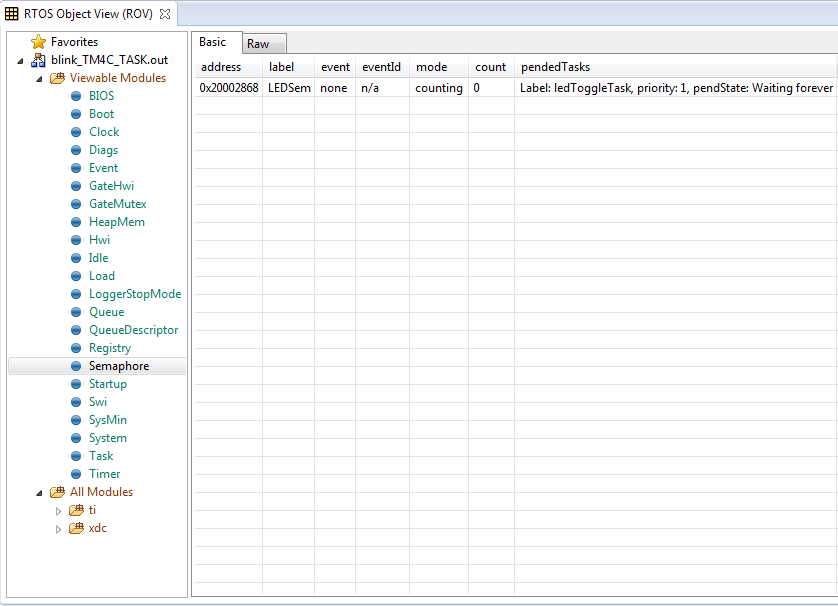 RTOS Object View (ROV)
Favorites
blink_TM4C_TASK.out
Viewable Modules
BIOS
Boot
Clock
Diags
Event
GateHwi
GateMutex
HeapMem
Hwi
Idle
Load
LoggerStopMode
Queue
QueueDescriptor
Registry
Semaphore
Startup
Swi
SysMin
System
Task
Timer
All Modules
ti
xdc
Basic Raw
address label event eventId mode count pendedTasks
0x20002868 LEDSem none n/a counting 0 Label: ledToggleTask, priority: 1, pendState: Waiting forever